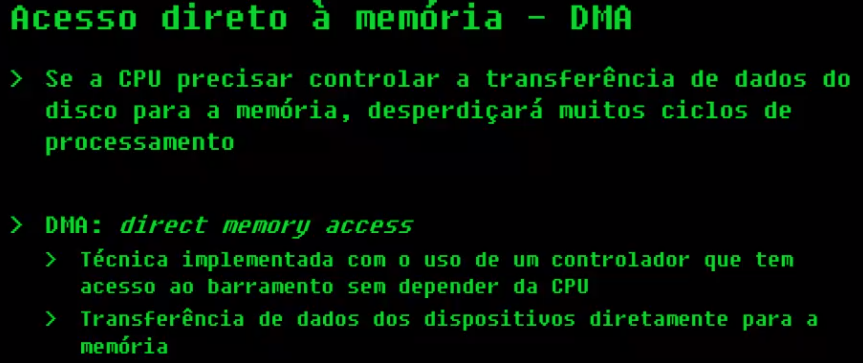 Acesso direto à memória - DMA
> Se a CPU precisar controlar a transferência de dados do
disco para a memória, desperdiçará muitos ciclos de
processamento
> DMA: direct memory access
> Técnica implementada com o uso de um controlador que tem
acesso ao barramento sem depender da CPU
> Transferência de dados dos dispositivos diretamente para a
memória